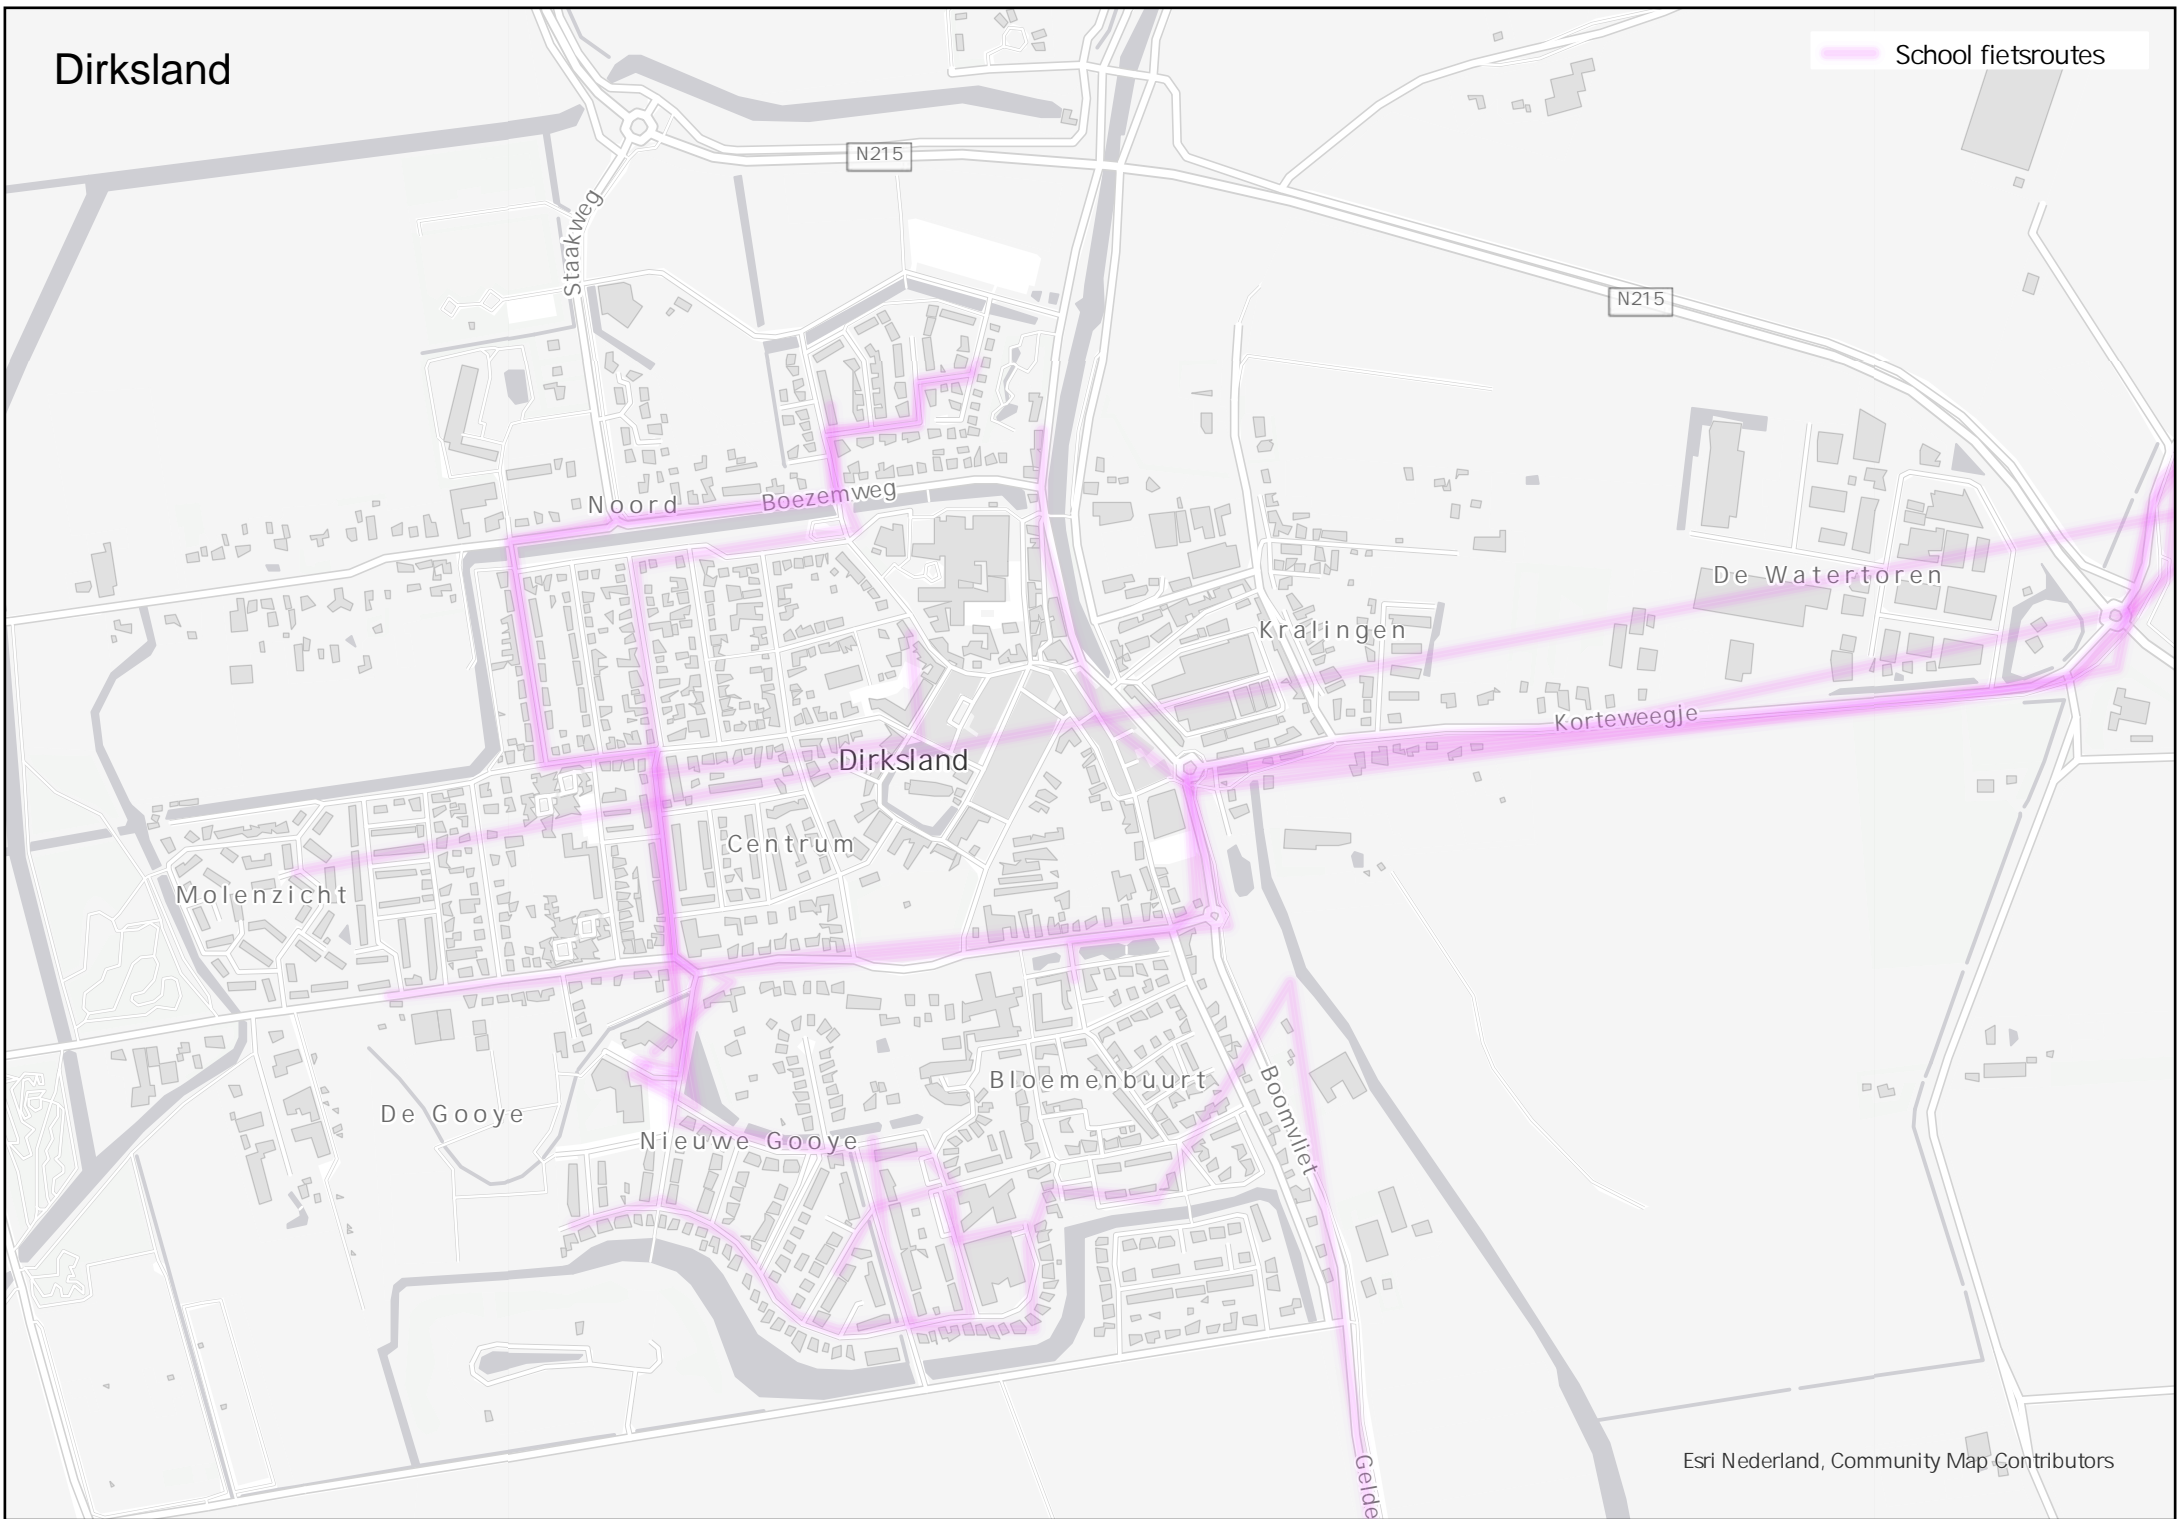 Dirksland
School fietsroutes
N215
Staakweg
N215
Noord
Boezemweg
De Watertoren
Kralingen
Korteweegje
Dirksland
Centrum
Molenzicht
Bloemenbuurt
De Gooye
Boomvliet
Nieuwe Gooye
Gelde
Esri Nederland, Community Map Contributors